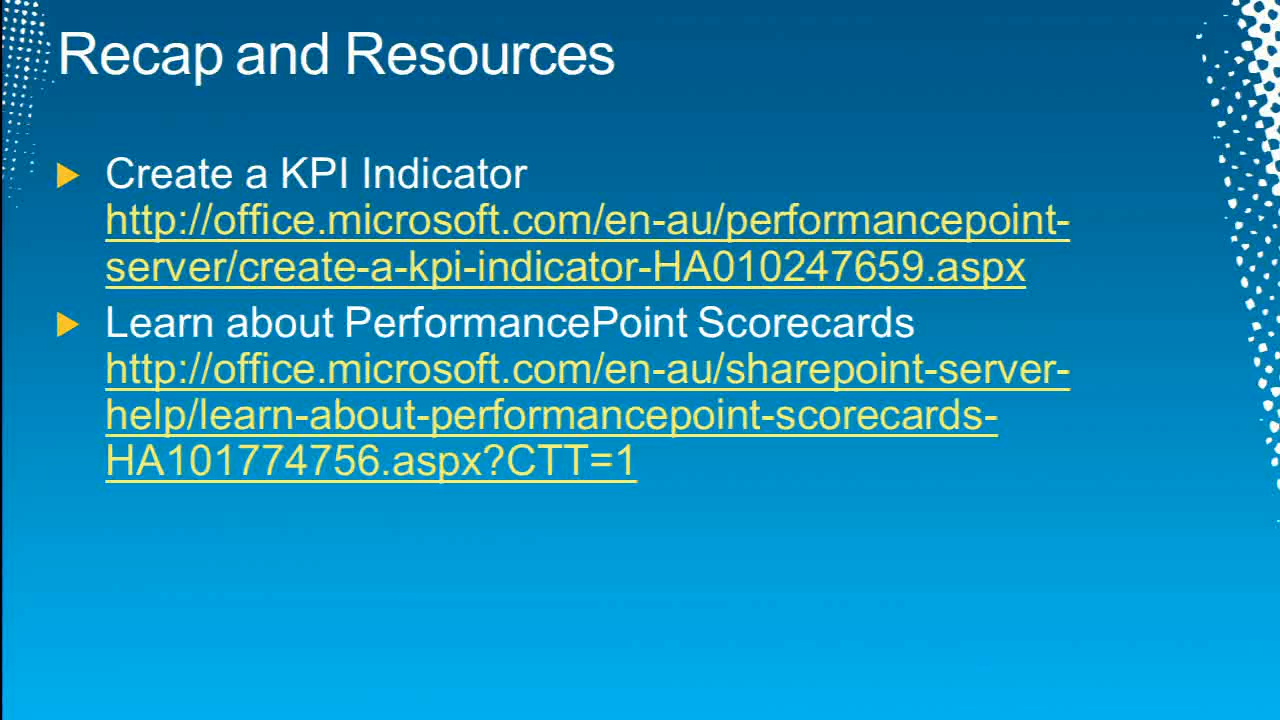 Recap and Resources
Create a KPI Indicator
http://office.microsoft.com/en-au/performancepoint-
server/create-a-kpi-indicator-HA010247659.aspx
Learn about PerformancePoint Scorecards
http://office.microsoft.com/en-au/sharepoint-server-
help/learn-about-performancepoint-scorecards-
HA101774756.aspx?CTT=1